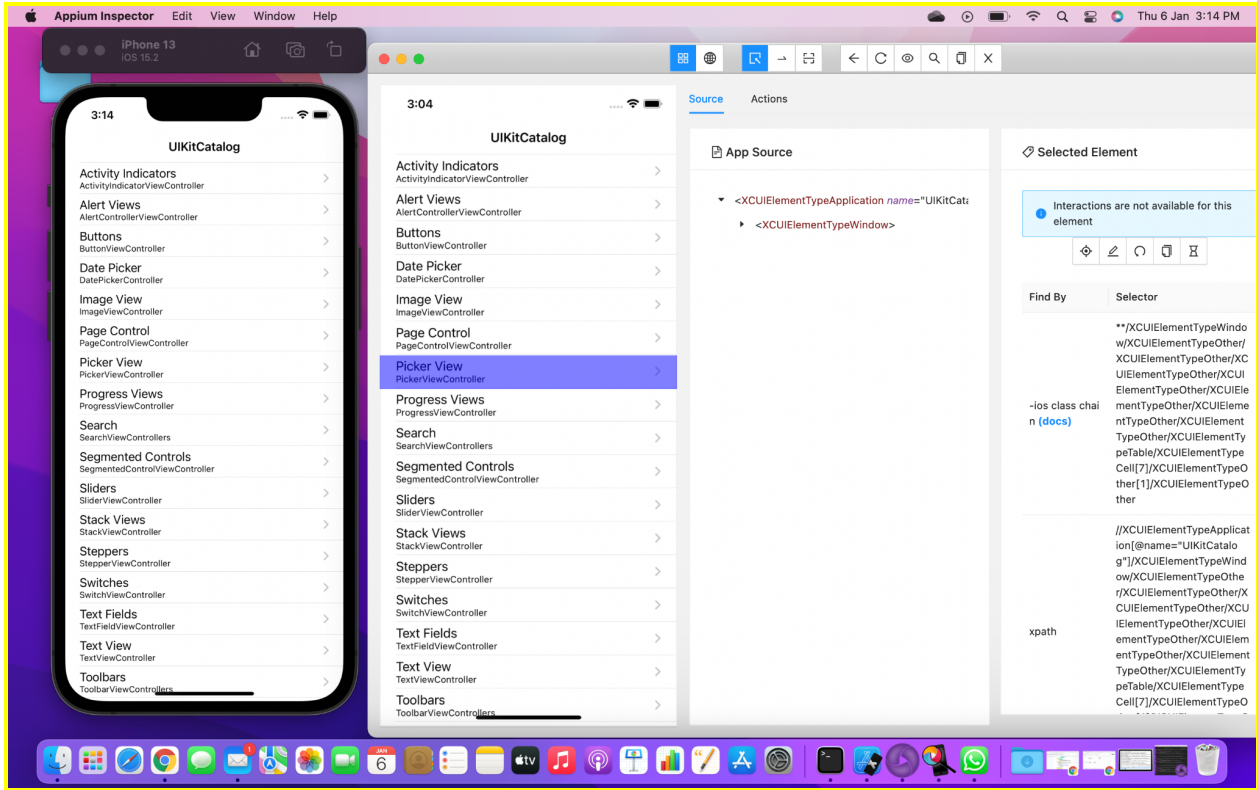 Appium Inspector Edit View Window Help
Thu 6 Jan 3:14 PM
iPhone 13
iOS 15.2
3:14
UIKitCatalog
Activity Indicators
ActivityIndicatorViewController
Alert Views
AlertControllerViewController
Buttons
ButtonViewController
Date Picker
DatePickerController
Image View
ImageViewController
Page Control
PageControlViewController
Picker View
PickerViewController
Progress Views
ProgressViewController
Search
SearchViewControllers
Segmented Controls
SegmentedControlViewController
Sliders
SliderViewController
Stack Views
StackViewController
Steppers
StepperViewController
Switches
SwitchViewController
Text Fields
TextFieldViewController
Text View
TextViewController
Toolbars
ToolbarViewControllers
3:04
UIKitCatalog
Activity Indicators
ActivityIndicatorViewController
Alert Views
AlertControllerViewController
Buttons
ButtonViewController
Date Picker
DatePickerController
Image View
ImageViewController
Page Control
PageControlViewController
Picker View
PickerViewController
Progress Views
ProgressViewController
Search
SearchViewControllers
Segmented Controls
SegmentedControlViewController
Sliders
SliderViewController
Stack Views
StackViewController
Steppers
StepperViewController
Switches
SwitchViewController
Text Fields
TextFieldViewController
Text View
TextViewController
Toolbars
ToolbarViewControllers
Source Actions
App Source
<XCUIElementTypeApplication name="UIKitCata
<XCUIElementTypeWindow>
Selected Element
Interactions are not available for this
element
Find By Selector
-ios class chai
n (docs)
**/XCUIElementTypeWindo
w/XCUIElementTypeOther/
XCUIElementTypeOther/XC
UIElementTypeOther/XCUI
ElementTypeOther/XCUIEle
mentTypeOther/XCUIEleme
ntTypeOther/XCUIElement
TypeOther/XCUIElementTy
peTable/XCUIElementType
Cell[7]/XCUIElementTypeO
ther[1]/XCUIElementTypeO
ther
xpath
//XCUIElementTypeApplicat
ion[@name="UIKitCatalo
g"]/XCUIElementTypeWind
ow/XCUIElementTypeOthe
r/XCUIElementTypeOther/X
CUIElementTypeOther/XCU
IElementTypeOther/XCUIEl
ementTypeOther/XCUIElem
entTypeOther/XCUIElement
TypeOther/XCUIElementTy
peTable/XCUIElementType
Cell[7]/XCUIElementTypeO
1
JAN
6
tv